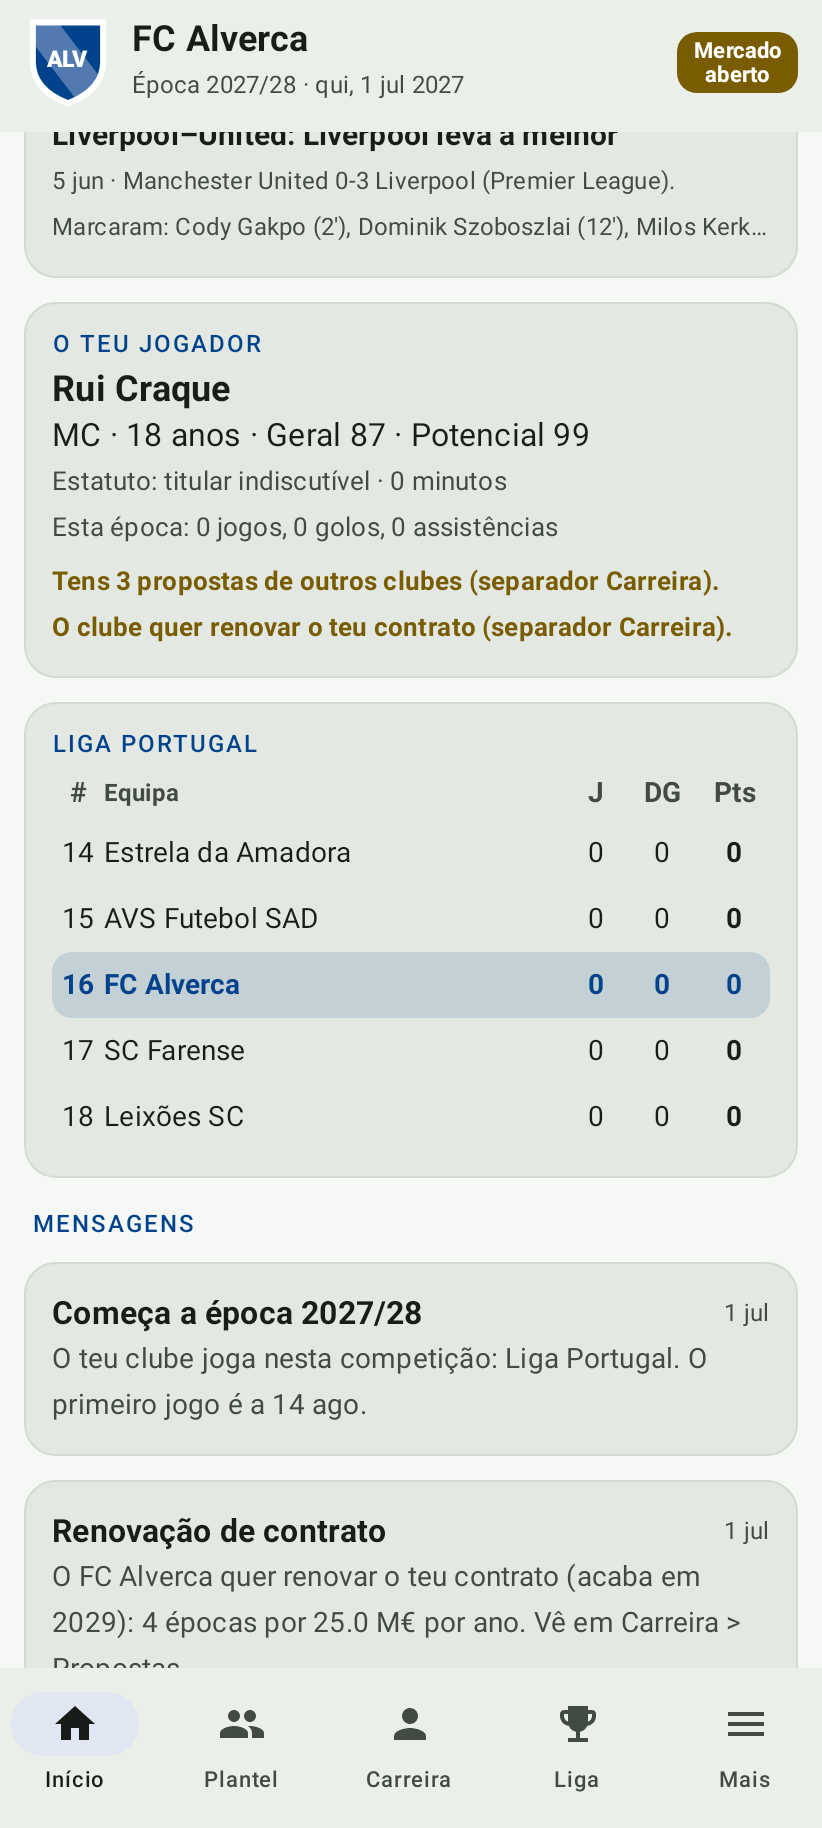 ALV
FC Alverca
Época 2027/28 · qui, 1 jul 2027
Mercado
aberto
Liverpool–United: Liverpool leva a melhor
5 jun · Manchester United 0-3 Liverpool (Premier League).
Marcaram: Cody Gakpo (2'), Dominik Szoboszlai (12'), Milos Kerk…
O TEU JOGADOR
Rui Craque
MC · 18 anos · Geral 87 · Potencial 99
Estatuto: titular indiscutível · 0 minutos
Esta época: 0 jogos, 0 golos, 0 assistências
Tens 3 propostas de outros clubes (separador Carreira).
O clube quer renovar o teu contrato (separador Carreira).
LIGA PORTUGAL
# Equipa J DG Pts
14 Estrela da Amadora 0 0 0
15 AVS Futebol SAD 0 0 0
16 FC Alverca 0 0 0
17 SC Farense 0 0 0
18 Leixões SC 0 0 0
MENSAGENS
Começa a época 2027/28 1 jul
O teu clube joga nesta competição: Liga Portugal. O
primeiro jogo é a 14 ago.
Renovação de contrato 1 jul
O FC Alverca quer renovar o teu contrato (acaba em
2029): 4 épocas por 25.0 M€ por ano. Vê em Carreira >
Propostas
Início
Plantel
Carreira
Liga
Mais